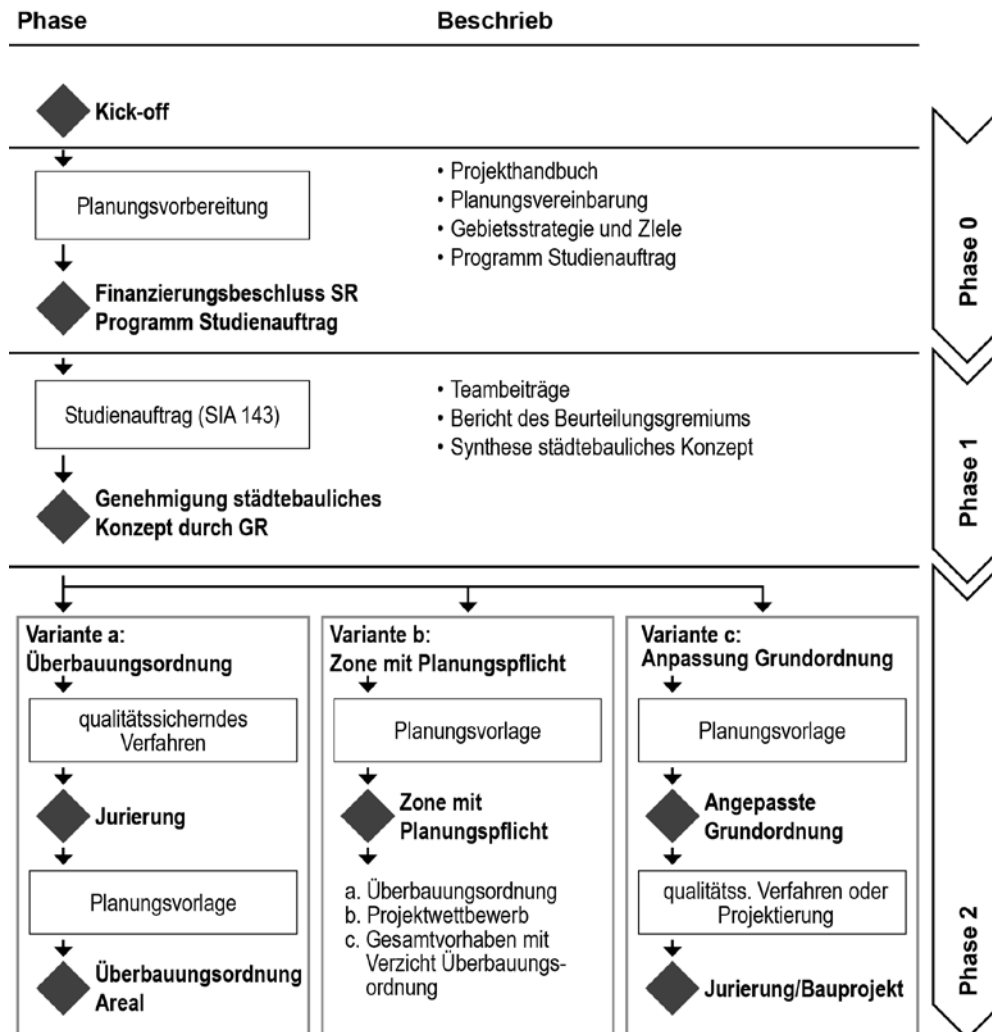 Phase
Beschrieb
Kick-off
Planungsvorbereitung
• Projekthandbuch
• Planungsvereinbarung
• Gebietsstrategie und ZIele
• Programm Studienauftrag
Finanzierungsbeschluss SR
Programm Studienauftrag
Phase 0
Studienauftrag (SIA 143)
• Teambeiträge
• Bericht des Beurteilungsgremiums
• Synthese städtebauliches Konzept
Genehmigung städtebauliches
Konzept durch GR
Phase 1
Variante a:
Überbauungsordnung
qualitätssicherndes
Verfahren
Jurierung
Planungsvorlage
Überbauungsordnung
Areal
Variante b:
Zone mit Planungspflicht
Planungsvorlage
Zone mit
Planungspflicht
a. Überbauungsordnung
b. Projektwettbewerb
c. Gesamtvorhaben mit
Verzicht Überbauungs-
ordnung
Variante c:
Anpassung Grundordnung
Planungsvorlage
Angepasste
Grundordnung
qualitätss. Verfahren oder
Projektierung
Jurierung/Bauprojekt
Phase 2